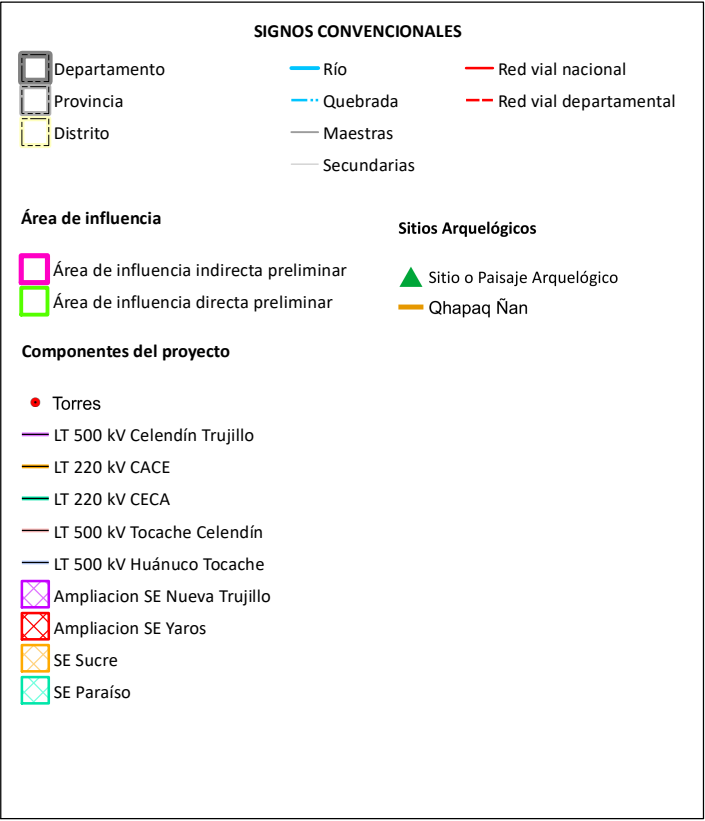 SIGNOS CONVENCIONALES
Departamento
Provincia
Distrito
Río
Quebrada
Maestras
Secundarias
Red vial nacional
Red vial departamental
Área de influencia
Área de influencia indirecta preliminar
Área de influencia directa preliminar
Sitios Arquelógicos
Sitio o Paisaje Arquelógico
Qhapaq Ñan
Componentes del proyecto
Torres
LT 500 kV Celendín Trujillo
LT 220 kV CACE
LT 220 kV CECA
LT 500 kV Tocache Celendín
LT 500 kV Huánuco Tocache
Ampliacion SE Nueva Trujillo
Ampliacion SE Yaros
SE Sucre
SE Paraíso